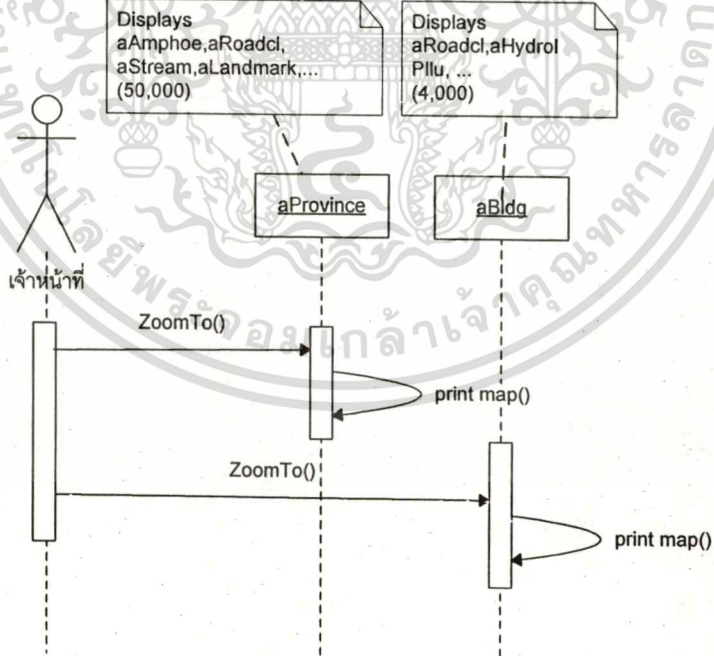 Displays
aAmphoe,aRoadcl,
aStream,aLandmark,...
(50,000)
Displays
aRoadcl,aHydrol
Pllu, ...
(4,000)
aProvince
aBldg
เจ้าหน้าที่
ZoomTo()
print map()
ZoomTo()
print map()